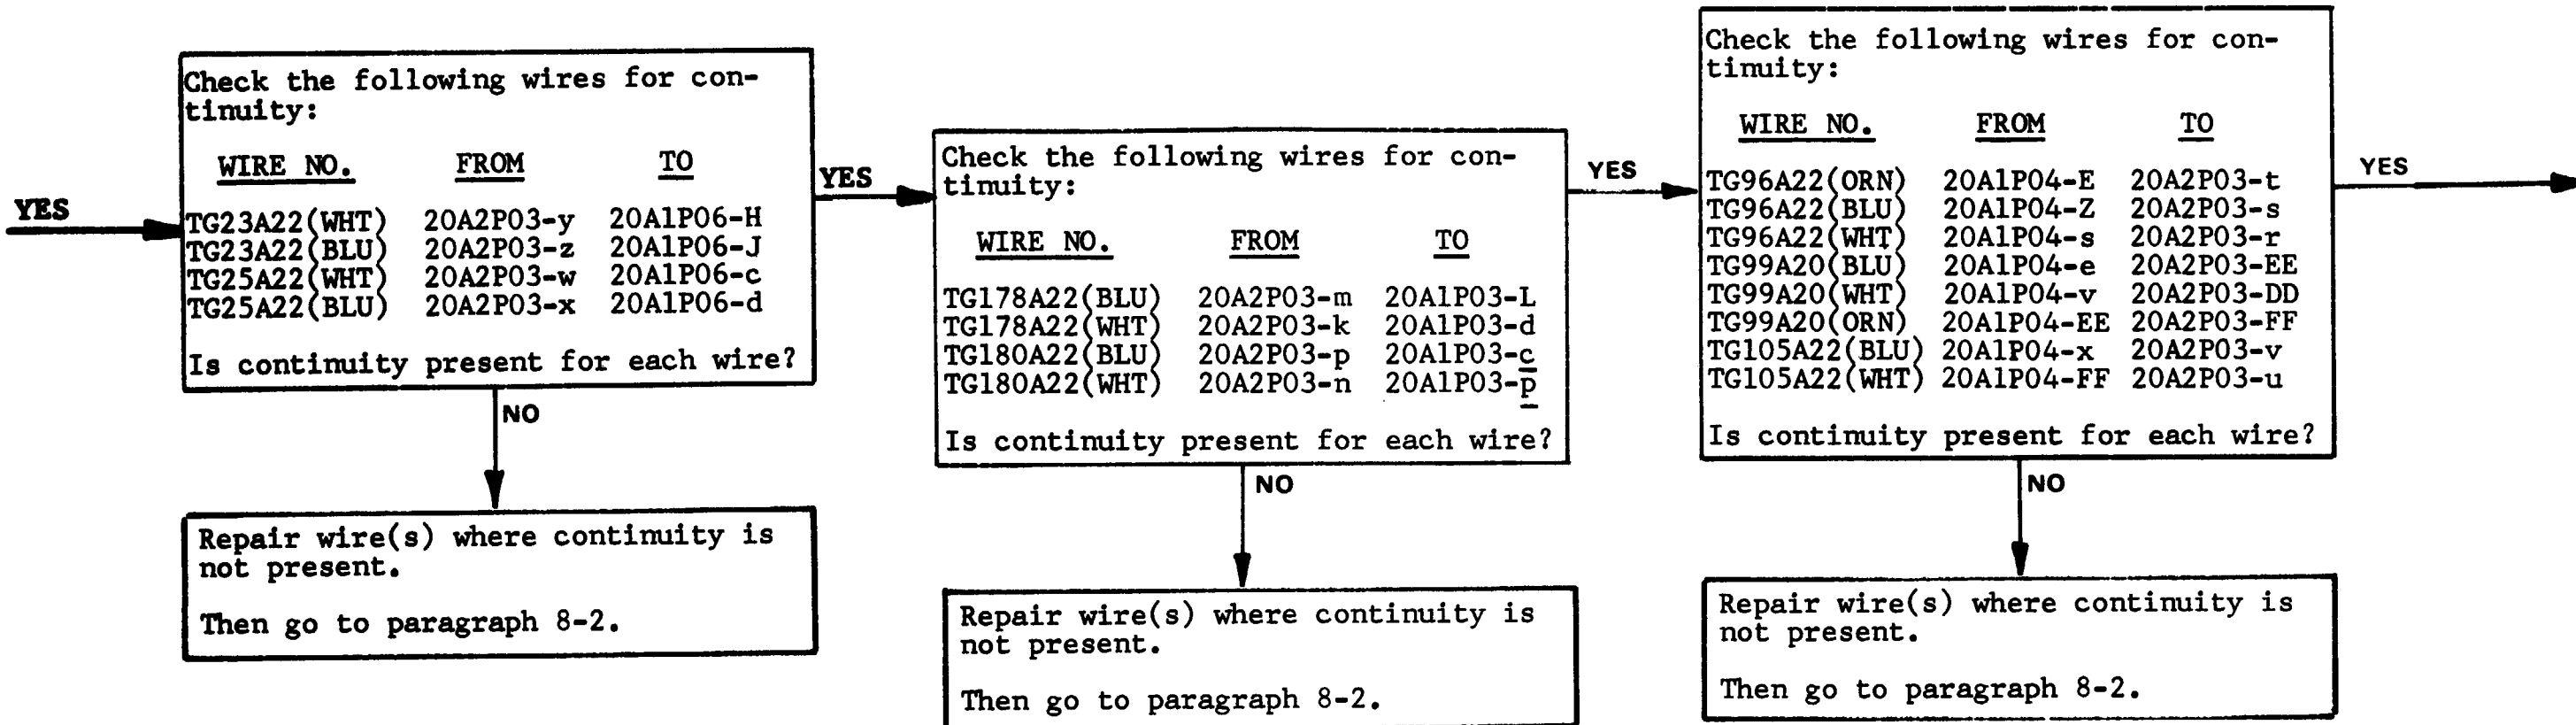 YES
Check the following wires for con-
tinuity:
WIRE NO. FROM TO
TG23A22(WHT) 20A2P03-y 20A1P06-H
TG23A22(BLU) 20A2P03-z 20A1P06-J
TG25A22(WHT) 20A2P03-w 20A1P06-c
TG25A22(BLU) 20A2P03-x 20A1P06-d
Is continuity present for each wire?
NO
Repair wire(s) where continuity is
not present.
Then go to paragraph 8-2.
YES
Check the following wires for con-
tinuity:
WIRE NO. FROM TO
TG178A22(BLU) 20A2P03-m 20A1P03-L
TG178A22(WHT) 20A2P03-k 20A1P03-d
TG180A22(BLU) 20A2P03-p 20A1P03-c
TG180A22(WHT) 20A2P03-n 20A1P03-p
Is continuity present for each wire?
NO
Repair wire(s) where continuity is
not present.
Then go to paragraph 8-2.
YES
Check the following wires for con-
tinuity:
WIRE NO. FROM TO
TG96A22(ORN) 20A1P04-E 20A2P03-t
TG96A22(BLU) 20A1P04-Z 20A2P03-s
TG96A22(WHT) 20A1P04-s 20A2P03-r
TG99A20(BLU) 20A1P04-e 20A2P03-EE
TG99A20(WHT) 20A1P04-v 20A2P03-DD
TG99A20(ORN) 20A1P04-EE 20A2P03-FF
TG105A22(BLU) 20A1P04-x 20A2P03-v
TG105A22(WHT) 20A1P04-FF 20A2P03-u
Is continuity present for each wire?
NO
Repair wire(s) where continuity is
not present.
Then go to paragraph 8-2.
YES